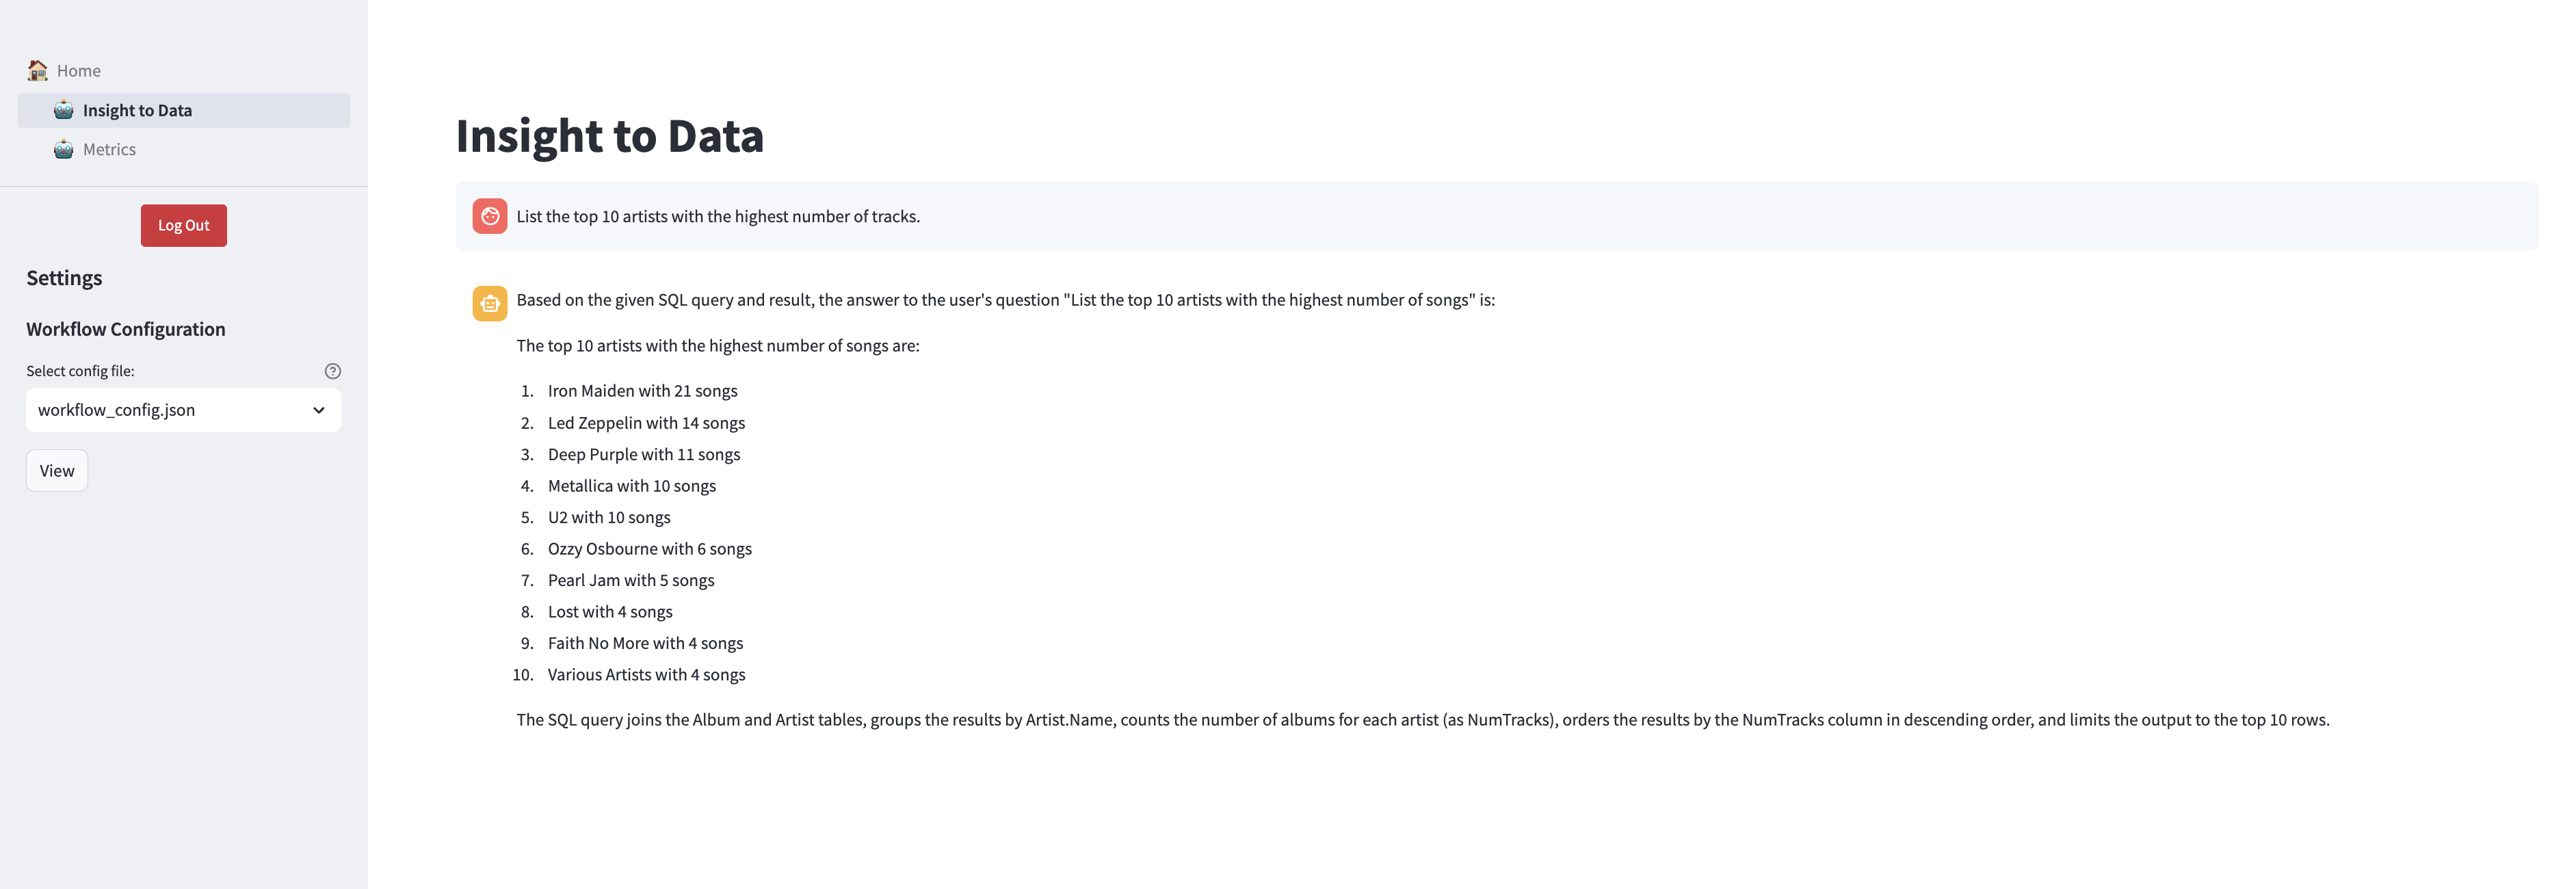 Home
Insight to Data
Metrics
Log Out
Settings
Workflow Configuration
Select config file:
workflow_config.json
View
Insight to Data
List the top 10 artists with the highest number of tracks.
Based on the given SQL query and result, the answer to the user's question "List the top 10 artists with the highest number of songs" is:
The top 10 artists with the highest number of songs are:
1. Iron Maiden with 21 songs
2. Led Zeppelin with 14 songs
3. Deep Purple with 11 songs
4. Metallica with 10 songs
5. U2 with 10 songs
6. Ozzy Osbourne with 6 songs
7. Pearl Jam with 5 songs
8. Lost with 4 songs
9. Faith No More with 4 songs
10. Various Artists with 4 songs
The SQL query joins the Album and Artist tables, groups the results by Artist.Name, counts the number of albums for each artist (as NumTracks), orders the results by the NumTracks column in descending order, and limits the output to the top 10 rows.